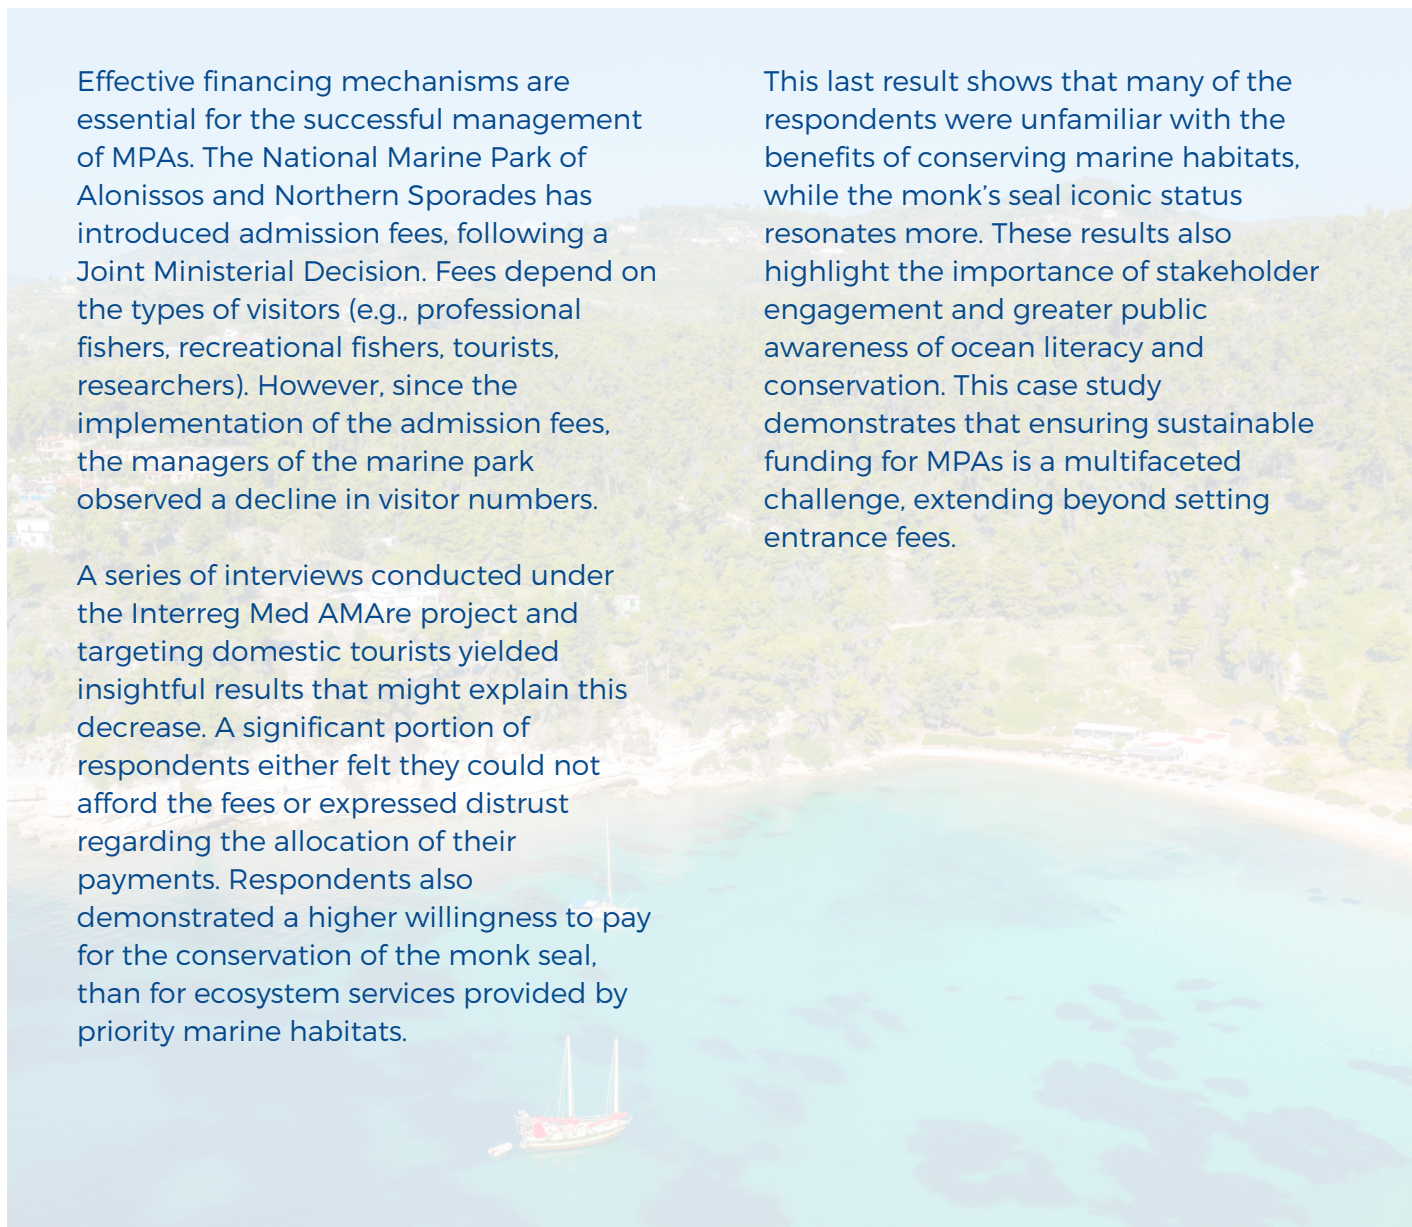 Effective financing mechanisms are
essential for the successful management
of MPAs. The National Marine Park of
Alonissos and Northern Sporades has
introduced admission fees, following a
Joint Ministerial Decision. Fees depend on
the types of visitors (e.g., professional
fishers, recreational fishers, tourists,
researchers). However, since the
implementation of the admission fees,
the managers of the marine park
observed a decline in visitor numbers.
A series of interviews conducted under
the Interreg Med AMAre project and
targeting domestic tourists yielded
insightful results that might explain this
decrease. A significant portion of
respondents either felt they could not
afford the fees or expressed distrust
regarding the allocation of their
payments. Respondents also
demonstrated a higher willingness to pay
for the conservation of the monk seal,
than for ecosystem services provided by
priority marine habitats.
This last result shows that many of the
respondents were unfamiliar with the
benefits of conserving marine habitats,
while the monk’s seal iconic status
resonates more. These results also
highlight the importance of stakeholder
engagement and greater public
awareness of ocean literacy and
conservation. This case study
demonstrates that ensuring sustainable
funding for MPAs is a multifaceted
challenge, extending beyond setting
entrance fees.